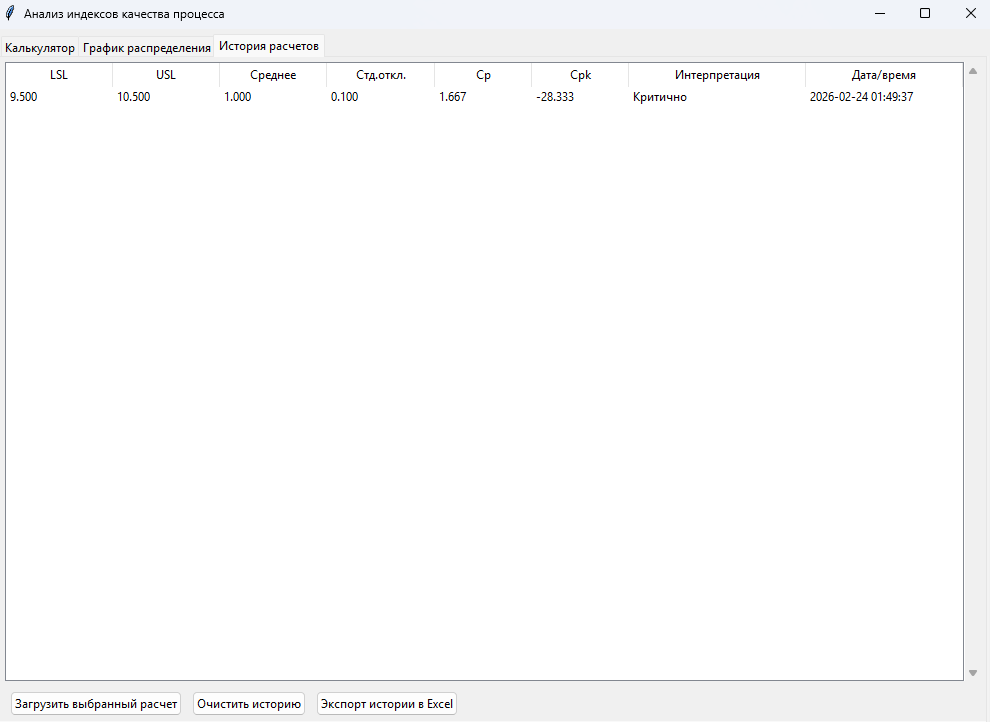 Анализ индексов качества процесса
Калькулятор График распределения История расчетов
LSL USL Среднее Стд.откл. Cp Cpk Интерпретация Дата/время
9.500 10.500 1.000 0.100 1.667 -28.333 Критично 2026-02-24 01:49:37
Загрузить выбранный расчет Очистить историю Экспорт истории в Excel